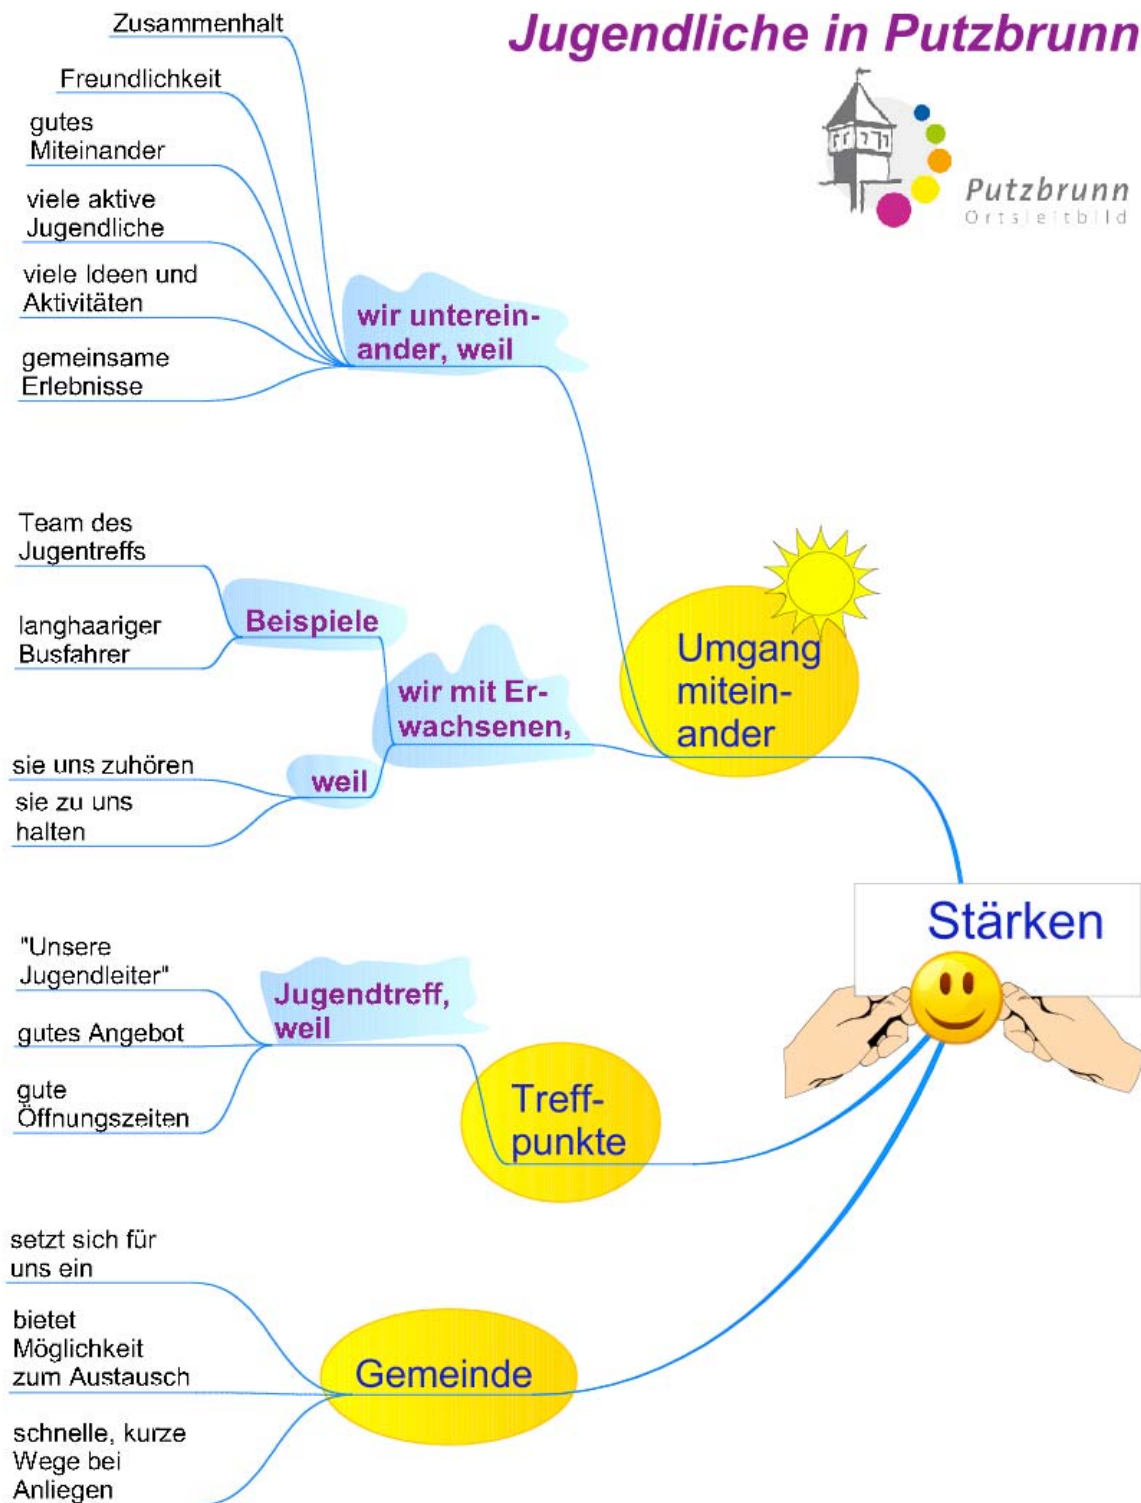 Jugendliche in Putzbrunn
Putzbrunn
Ortsleitbild
Zusammenhalt
Freundlichkeit
gutes
Miteinander
viele aktive
Jugendliche
viele Ideen und
Aktivitäten
gemeinsame
Erlebnisse
wir unterein-
ander, weil
Team des
Jugentreffs
langhaariger
Busfahrer
Beispiele
wir mit Er-
wachsenen,
sie uns zuhören
sie zu uns
halten
weil
Umgang
mitein-
ander
Stärken
"Unsere
Jugendleiter"
gutes Angebot
gute
Öffnungszeiten
Jugendtreff,
weil
Treff-
punkte
setzt sich für
uns ein
bietet
Möglichkeit
zum Austausch
schnelle, kurze
Wege bei
Anliegen
Gemeinde